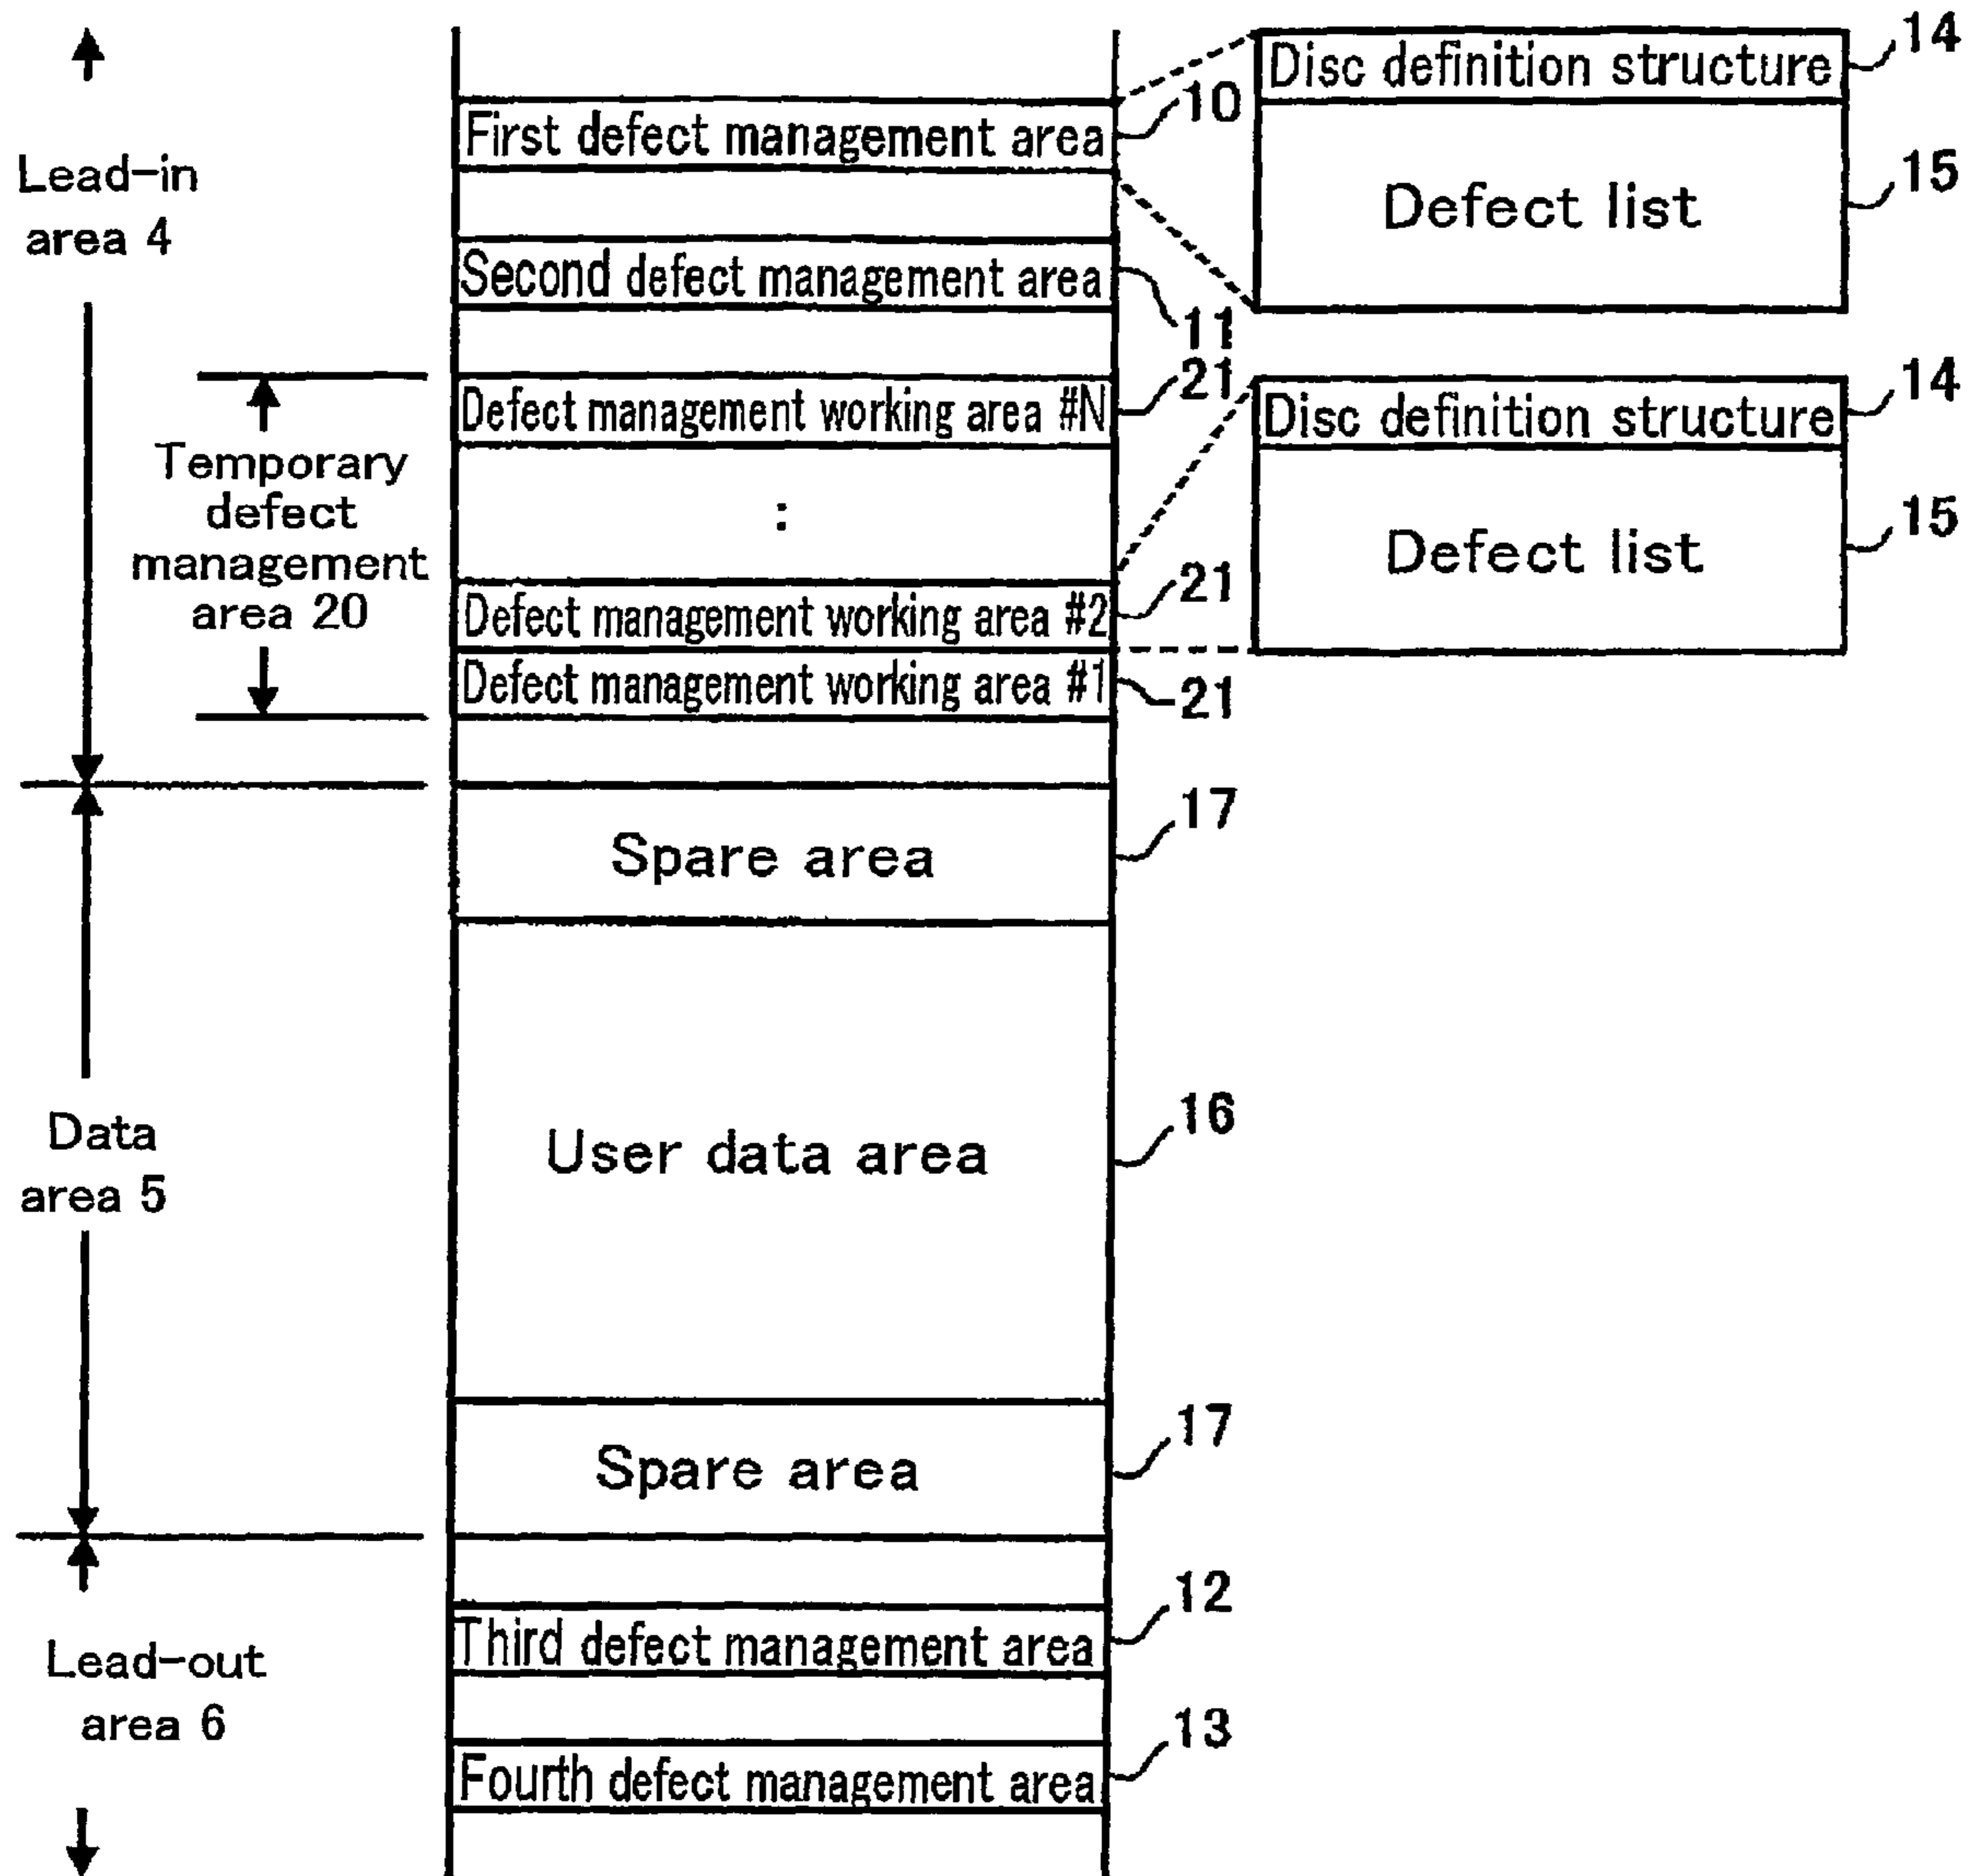 Lead-in
area 4
Temporary
defect
management
area 20
Data
area 5
Lead-out
area 6
First defect management area
10
Second defect management area
11
Defect management working area #N
21
:
Defect management working area #2
21
Defect management working area #1
21
Spare area
17
User data area
16
Spare area
17
Third defect management area
12
Fourth defect management area
13
Disc definition structure
14
Defect list
15
Disc definition structure
14
Defect list
15